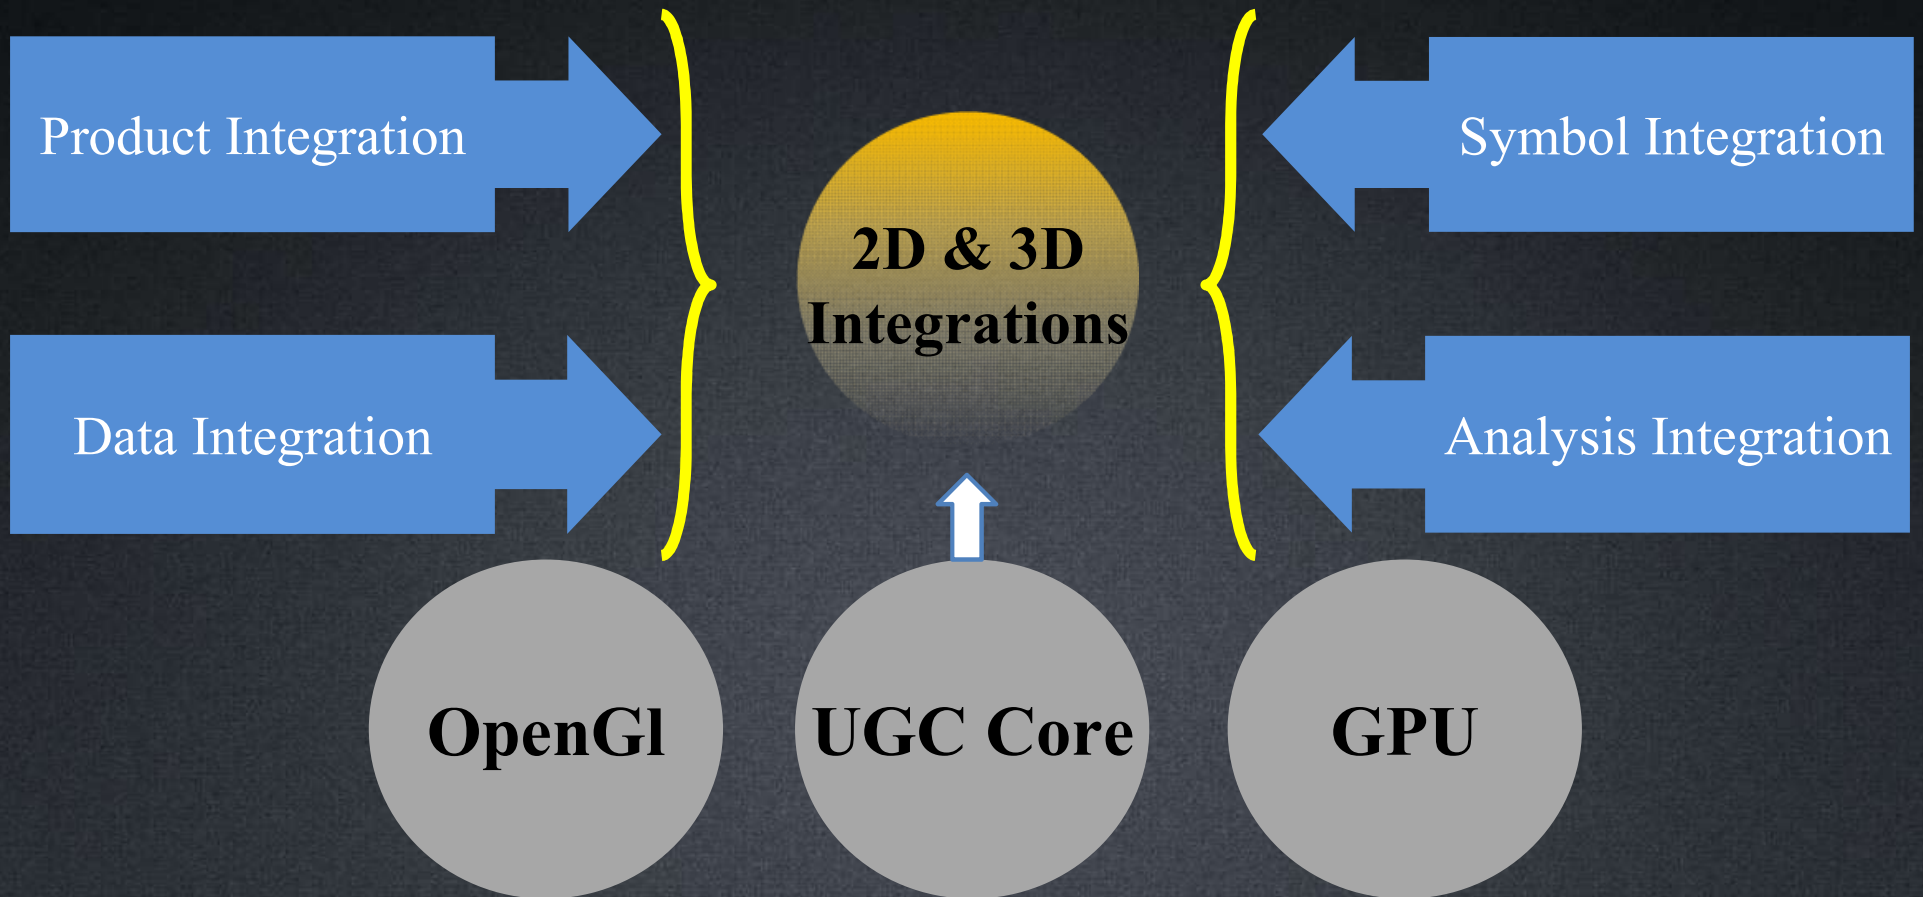 Product Integration
Symbol Integration
2D & 3D
Integrations
Data Integration
Analysis Integration
OpenGl
UGC Core
GPU